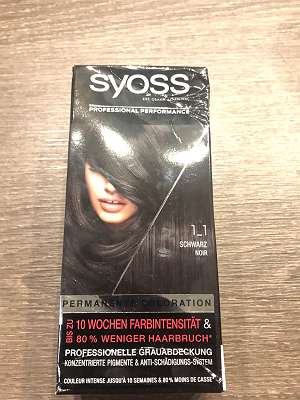 syoss
PROFESSIONAL PERFORMANCE
1_1
SCHWARZ
NOIR
PERMANENTE COLORATION
BIS ZU 10 WOCHEN FARBINTENSITÄT &
80 % WENIGER HAARBRUCH*
PROFESSIONELLE GRAUABDECKUNG
KONZENTRIERTE PIGMENTE & ANTI-SCHÄDIGUNGS-SYSTEM
COULEUR INTENSE JUSQU'À 10 SEMAINES & 80% MOINS DE CASSE*